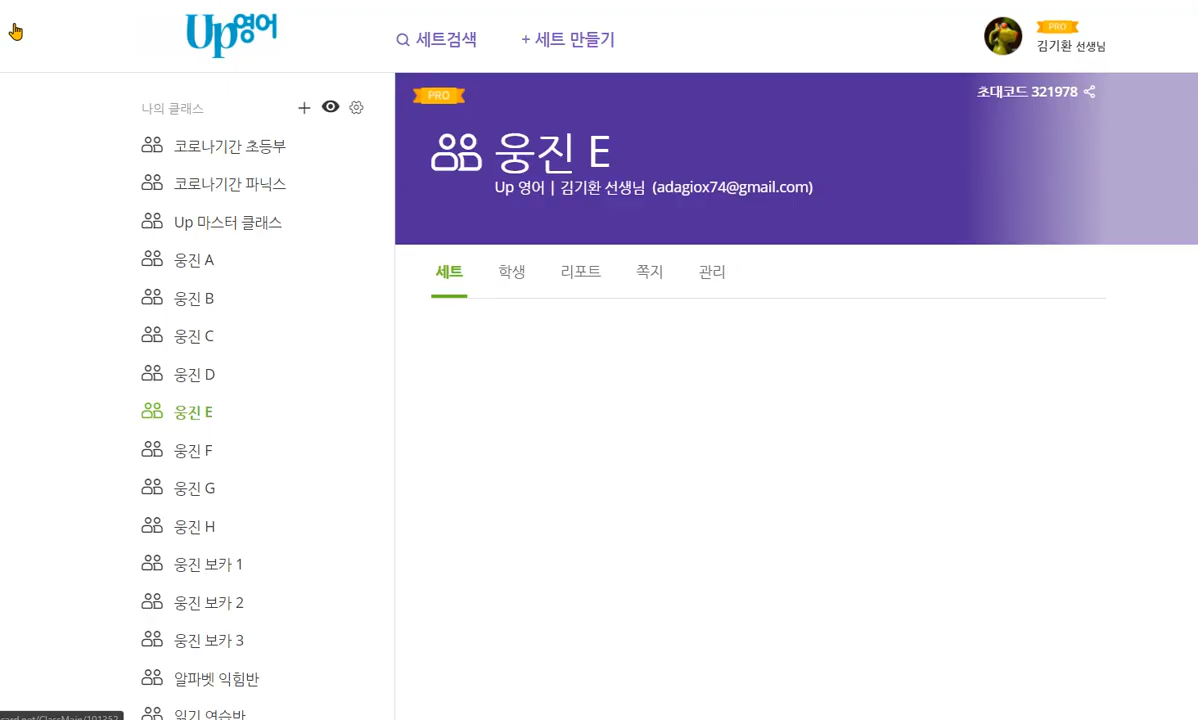 Up영어
세트검색
+ 세트 만들기
PRO
김기환 선생님
나의 클래스
코로나기간 초등부
코로나기간 파닉스
Up 마스터 클래스
웅진 A
웅진 B
웅진 C
웅진 D
웅진 E
웅진 F
웅진 G
웅진 H
웅진 보카 1
웅진 보카 2
웅진 보카 3
알파벳 익힘반
읽기 연습반
PRO
초대코드 321978
웅진 E
Up 영어 | 김기환 선생님 (adagiox74@gmail.com)
세트
학생
리포트
쪽지
관리